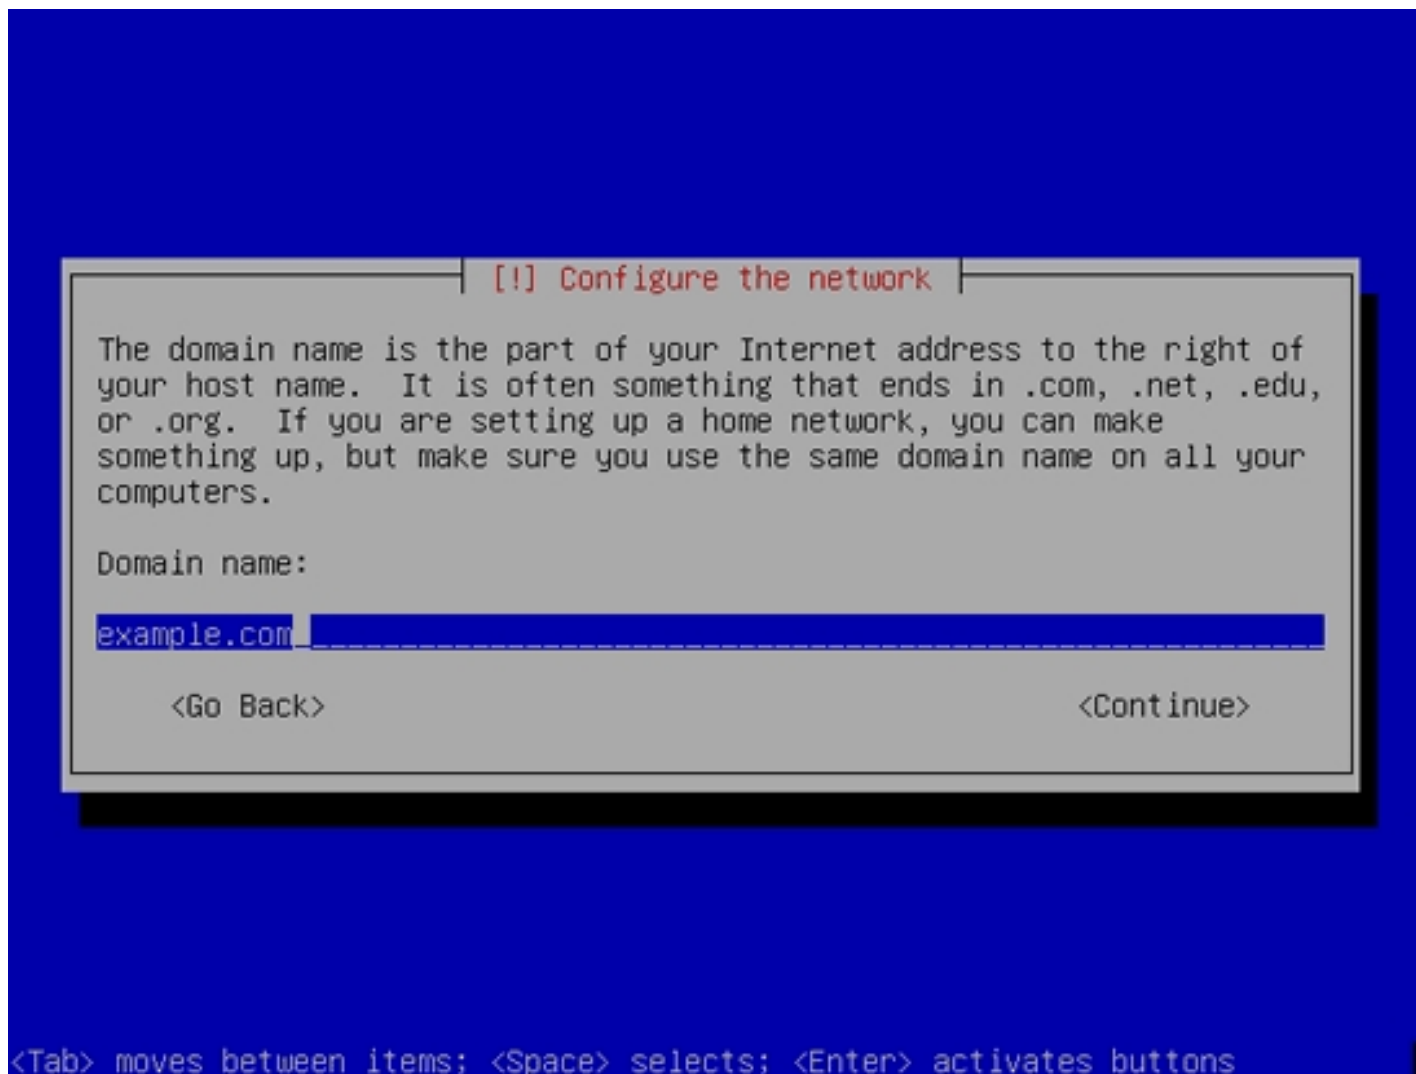 [!] Configure the network
The domain name is the part of your Internet address to the right of
your host name.  It is often something that ends in .com, .net, .edu,
or .org.  If you are setting up a home network, you can make
something up, but make sure you use the same domain name on all your
computers.
Domain name:
example.com
<Go Back> <Continue>
<Tab> moves between items; <Space> selects; <Enter> activates buttons